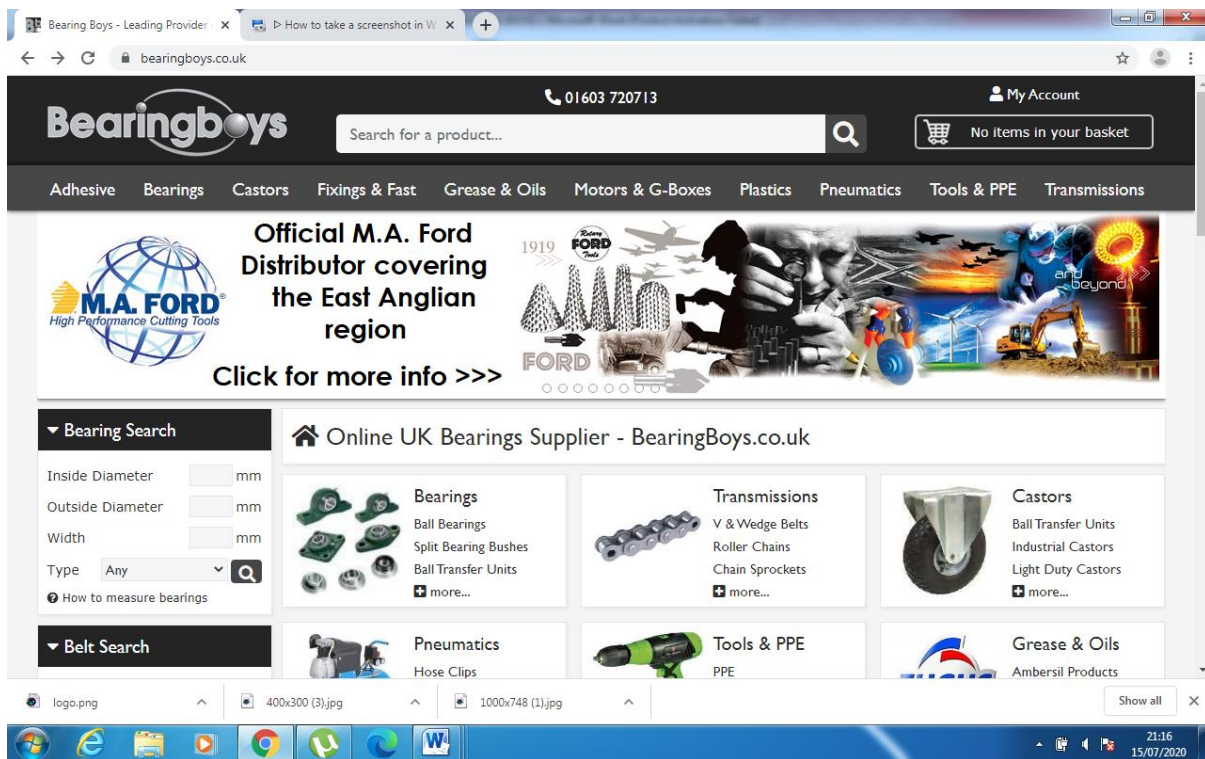 Bearing Boys - Leading Provider
How to take a screenshot in W
bearingboys.co.uk
Bearingboys
01603 720713
My Account
Search for a product...
No items in your basket
Adhesive Bearings Castors Fixings & Fast Grease & Oils Motors & G-Boxes Plastics Pneumatics Tools & PPE Transmissions
M.A. FORD®
High Performance Cutting Tools
Official M.A. Ford
Distributor covering
the East Anglian
region
Click for more info >>>
1919
Rotary
FORD
Tools
FORD
and
beyond
Bearing Search
Inside Diameter mm
Outside Diameter mm
Width mm
Type Any
How to measure bearings
Belt Search
Online UK Bearings Supplier - BearingBoys.co.uk
Bearings
Ball Bearings
Split Bearing Bushes
Ball Transfer Units
more...
Transmissions
V & Wedge Belts
Roller Chains
Chain Sprockets
more...
Castors
Ball Transfer Units
Industrial Castors
Light Duty Castors
more...
Pneumatics
Hose Clips
Tools & PPE
PPE
Grease & Oils
Ambersil Products
logo.png
400x300 (3).jpg
1000x748 (1).jpg
Show all
21:16
15/07/2020